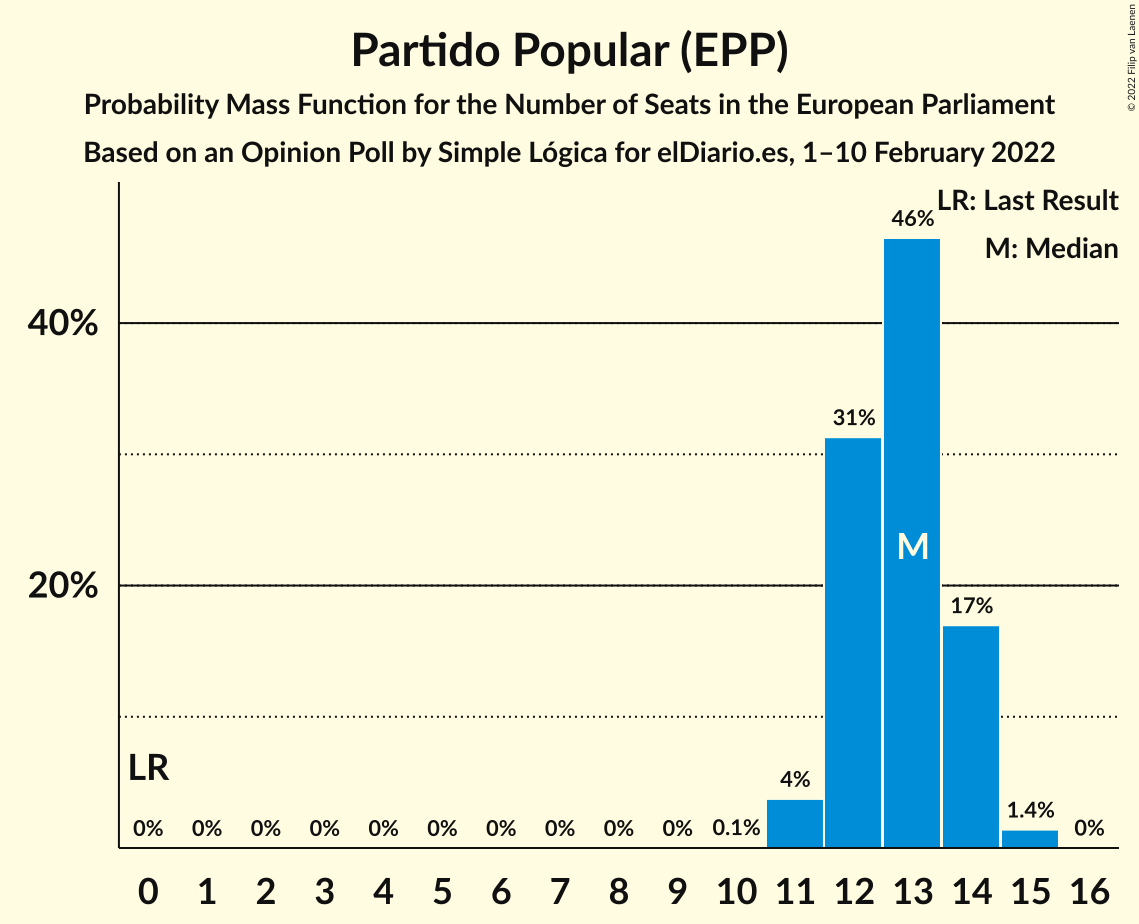 Partido Popular (EPP)
Probability Mass Function for the Number of Seats in the European Parliament
Based on an Opinion Poll by Simple Lógica for elDiario.es, 1–10 February 2022
© 2022 Filip van Laenen
LR: Last Result
M: Median
46%
40%
31%
M
20%
17%
LR
4%
1.4%
0% 0% 0% 0% 0% 0% 0% 0% 0% 0% 0.1% 0%
0 1 2 3 4 5 6 7 8 9 10 11 12 13 14 15 16